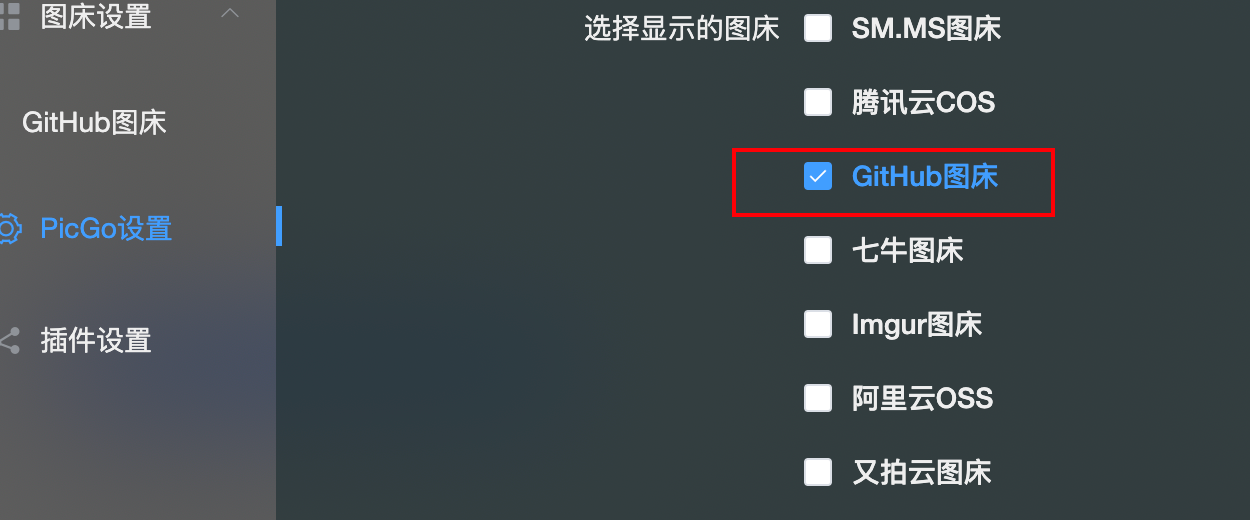 图床设置
GitHub图床
PicGo设置
插件设置
选择显示的图床
SM.MS图床
腾讯云COS
GitHub图床
七牛图床
Imgur图床
阿里云OSS
又拍云图床